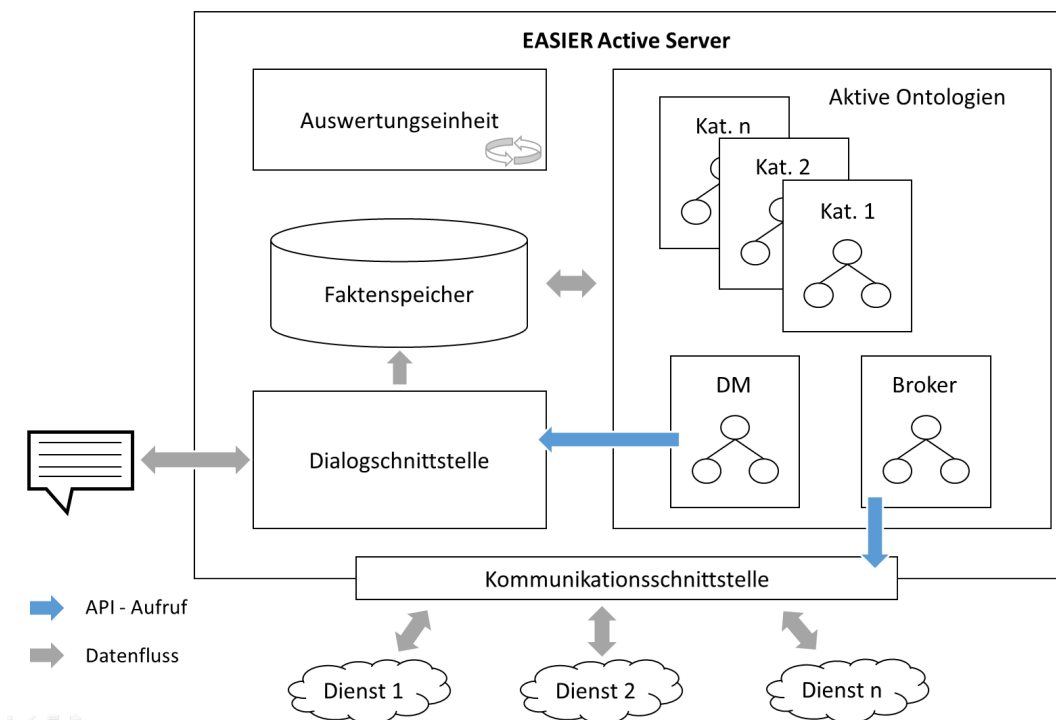 EASIER Active Server
Auswertungseinheit
Aktive Ontologien
Kat. n
Kat. 2
Kat. 1
Faktenspeicher
DM
Broker
Dialogschnittstelle
Kommunikationsschnittstelle
API - Aufruf
Datenfluss
Dienst 1
Dienst 2
Dienst n